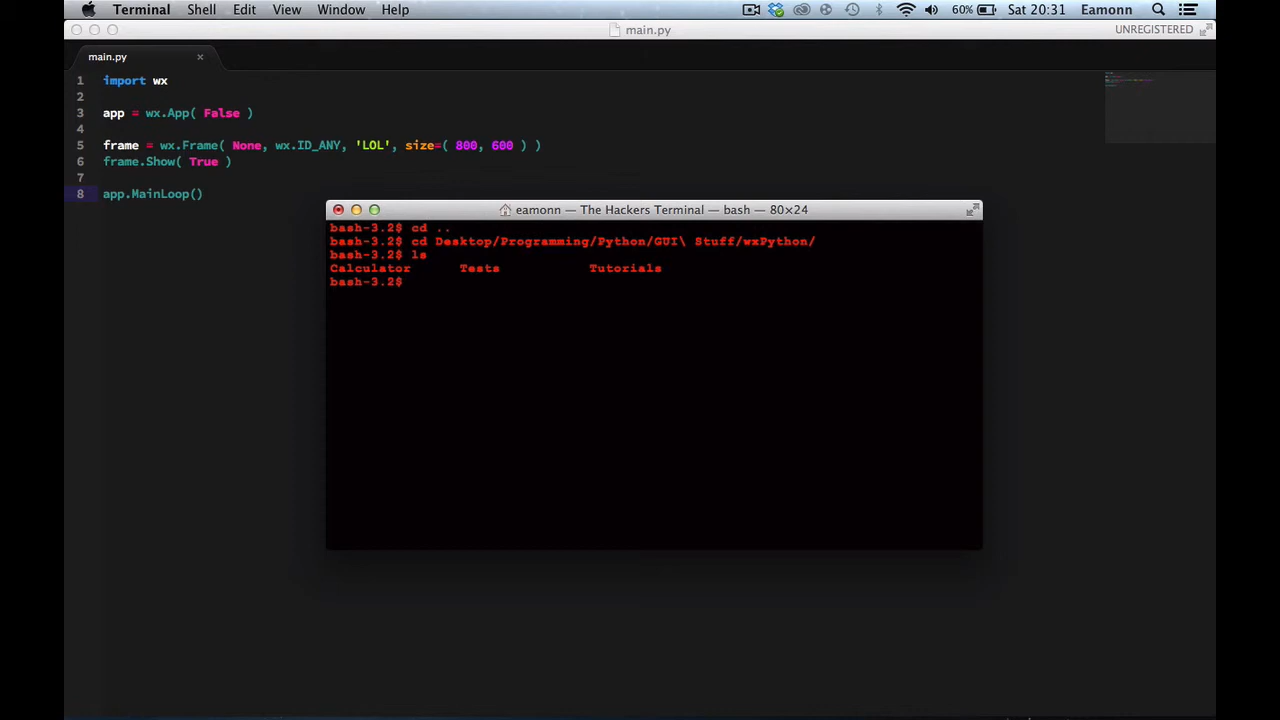 Terminal Shell Edit View Window Help 60% Sat 20:31 Eamonn
main.py UNREGISTERED
main.py ×
1 import wx
2
3 app = wx.App( False )
4
5 frame = wx.Frame( None, wx.ID_ANY, 'LOL', size=( 800, 600 ) )
6 frame.Show( True )
7
8 app.MainLoop()
eamonn — The Hackers Terminal — bash — 80×24
bash-3.2$ cd ..
bash-3.2$ cd Desktop/Programming/Python/GUI\ Stuff/wxPython/
bash-3.2$ ls
Calculator Tests Tutorials
bash-3.2$